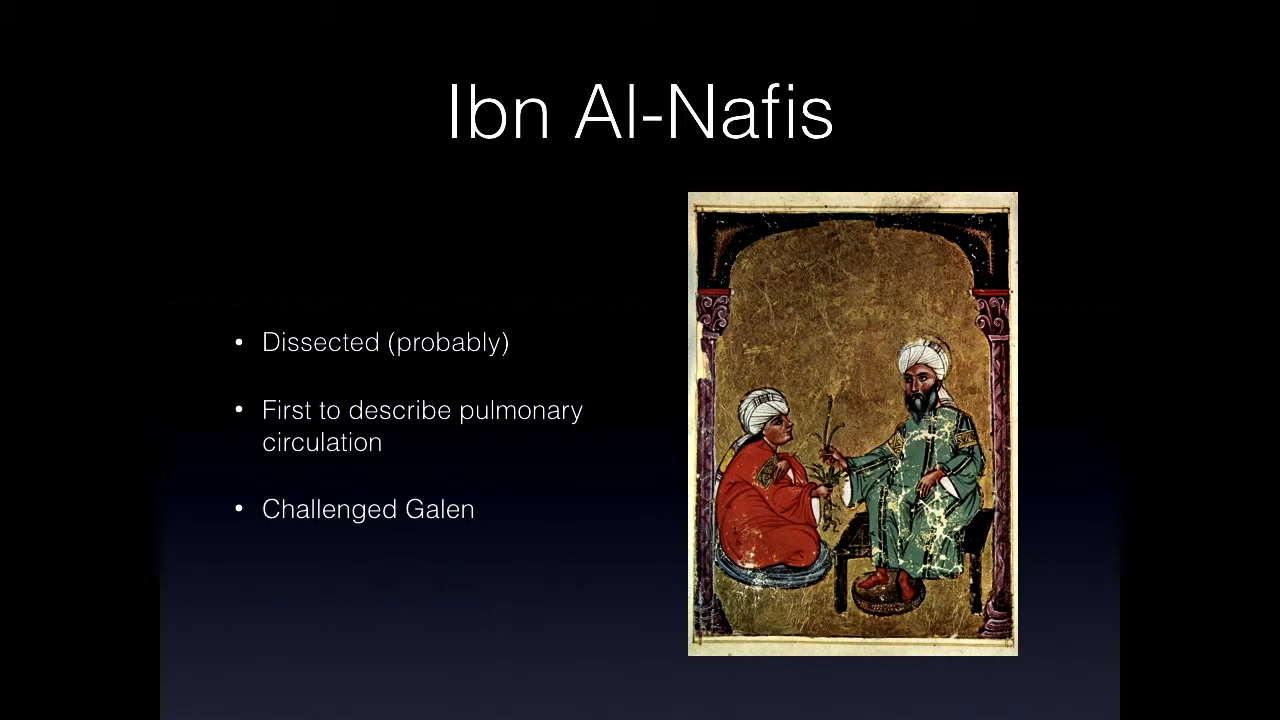 Ibn Al-Nafis
• Dissected (probably)
• First to describe pulmonary
circulation
• Challenged Galen